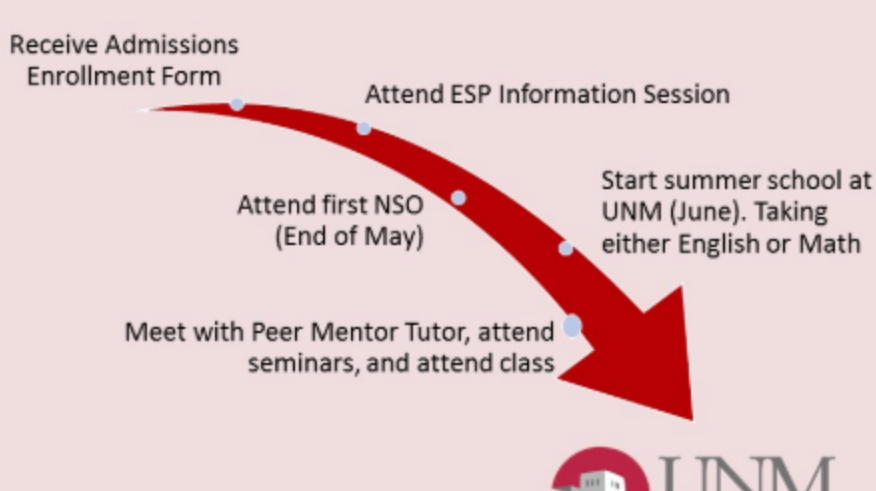 Receive Admissions
Enrollment Form
Attend ESP Information Session
Attend first NSO
(End of May)
Start summer school at
UNM (June). Taking
either English or Math
Meet with Peer Mentor Tutor, attend
seminars, and attend class
UNM